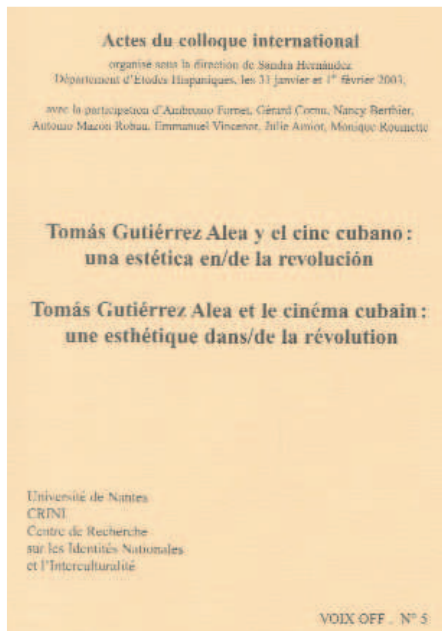 Actes du colloque international
organisé sous la direction de Sandra Hernández
Département d'Etudes Hispaniques, les 31 janvier et 1er février 2003,
avec la participation d'Ambrosio Fornet, Gérard Comu, Nancy Berthier,
Antonio Mazón Robau, Emmanuel Vincenot, Julie Amiot, Monique Roumette
Tomás Gutiérrez Alea y el cine cubano :
una estética en/de la revolución
Tomás Gutiérrez Alea et le cinéma cubain :
une esthétique dans/de la révolution
Université de Nantes
CRINI
Centre de Recherche
sur les Identités Nationales
et l'Interculturalité
VOIX OFF . N° 5